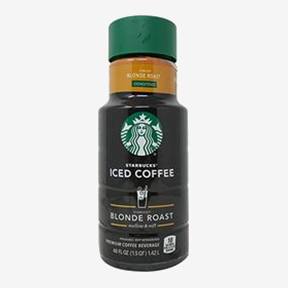 BLONDE ROAST
STARBUCKS®
ICED COFFEE
BLONDE ROAST
mellow & soft
PREMIUM COFFEE BEVERAGE
48 FL OZ (1.5 QT) 1.42 L